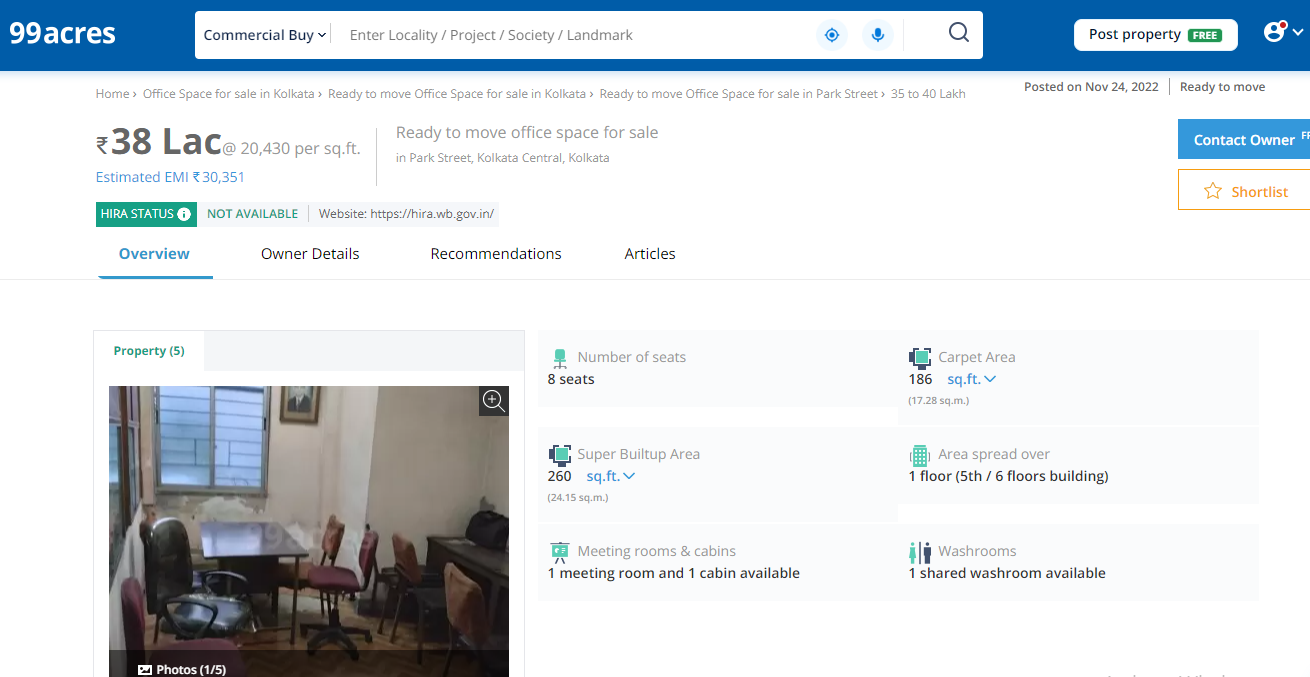 99acres
Commercial Buy
Enter Locality / Project / Society / Landmark
Post property FREE
Home › Office Space for sale in Kolkata › Ready to move Office Space for sale in Kolkata › Ready to move Office Space for sale in Park Street › 35 to 40 Lakh
Posted on Nov 24, 2022 | Ready to move
₹38 Lac @ 20,430 per sq.ft.
Estimated EMI ₹30,351
Ready to move office space for sale
in Park Street, Kolkata Central, Kolkata
Contact Owner
Shortlist
HIRA STATUS NOT AVAILABLE Website: https://hira.wb.gov.in/
Overview Owner Details Recommendations Articles
Property (5)
99acres
Photos (1/5)
Number of seats
8 seats
Carpet Area
186 sq.ft.
(17.28 sq.m.)
Super Builtup Area
260 sq.ft.
(24.15 sq.m.)
Area spread over
1 floor (5th / 6 floors building)
Meeting rooms & cabins
1 meeting room and 1 cabin available
Washrooms
1 shared washroom available